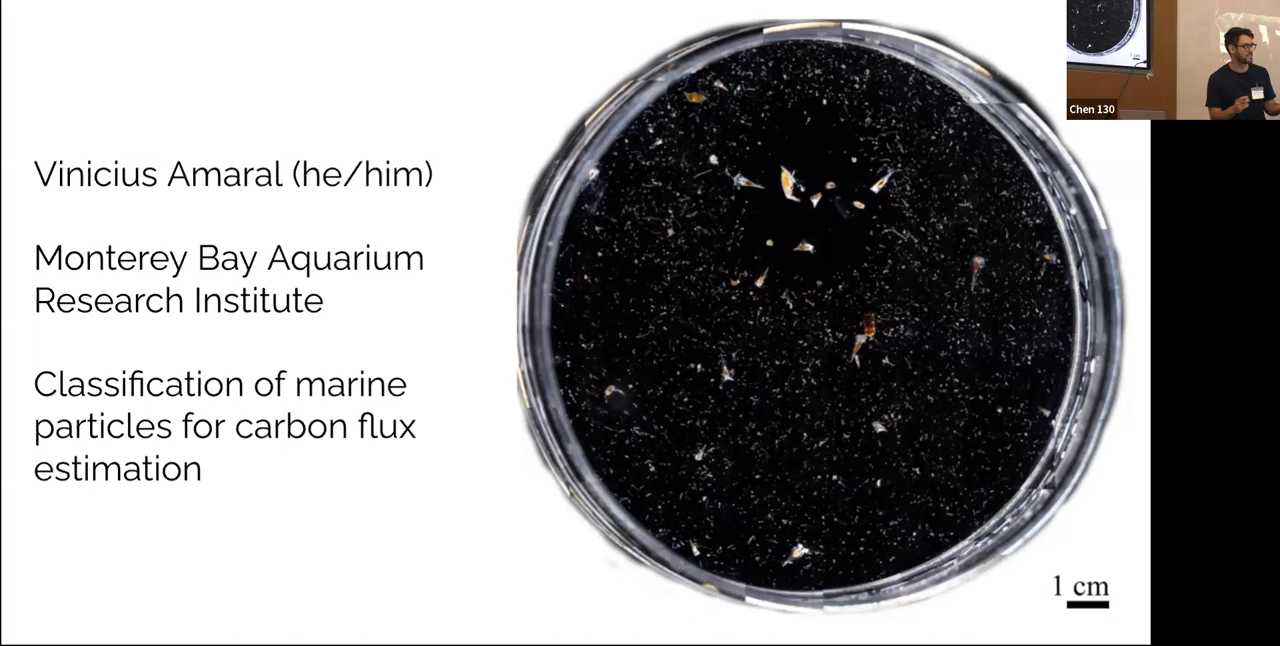 Vinicius Amaral (he/him)
Monterey Bay Aquarium
Research Institute
Classification of marine
particles for carbon flux
estimation
1 cm
Chen 130